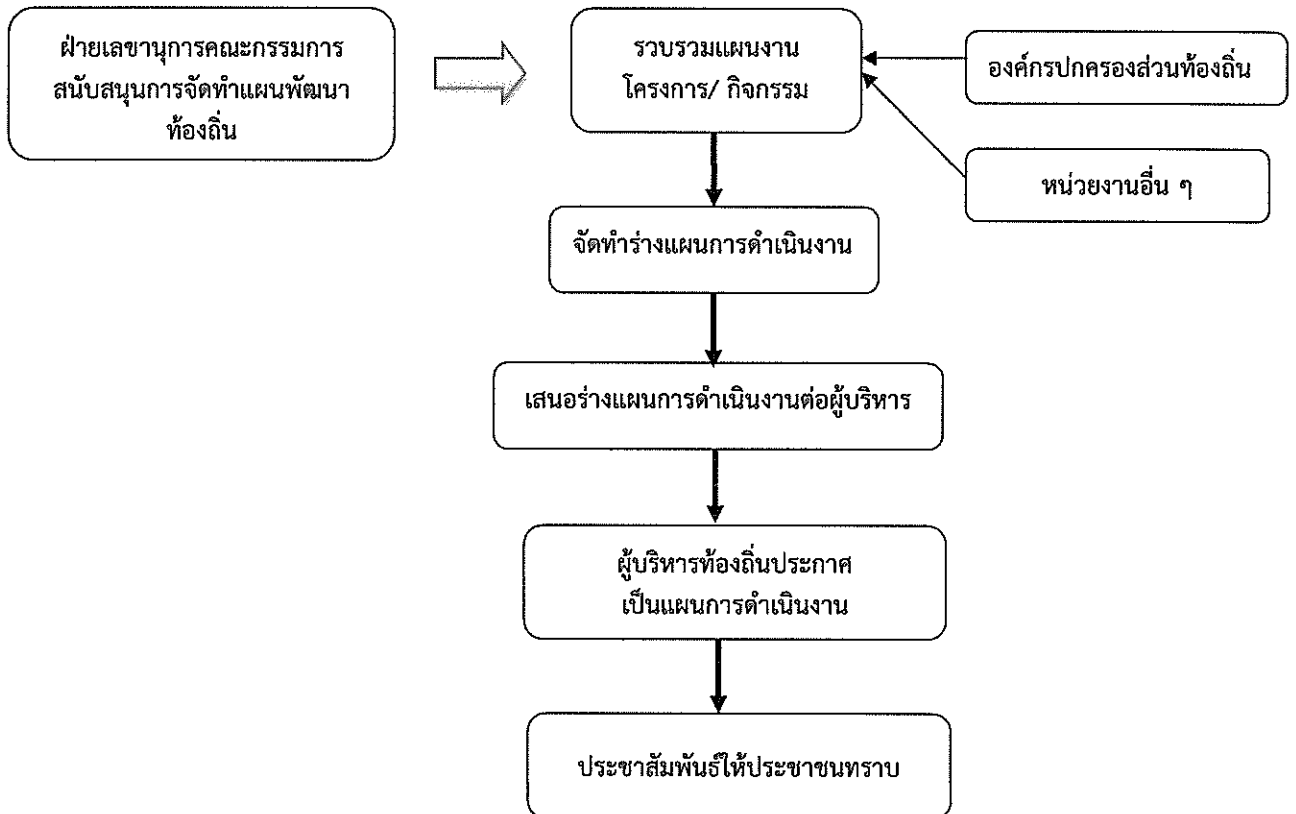 ฝ่ายเลขานุการคณะกรรมการ
สนับสนุนการจัดทำแผนพัฒนา
ท้องถิ่น
รวบรวมแผนงาน
โครงการ/ กิจกรรม
องค์กรปกครองส่วนท้องถิ่น
หน่วยงานอื่น ๆ
จัดทำร่างแผนการดำเนินงาน
เสนอร่างแผนการดำเนินงานต่อผู้บริหาร
ผู้บริหารท้องถิ่นประกาศ
เป็นแผนการดำเนินงาน
ประชาสัมพันธ์ให้ประชาชนทราบ